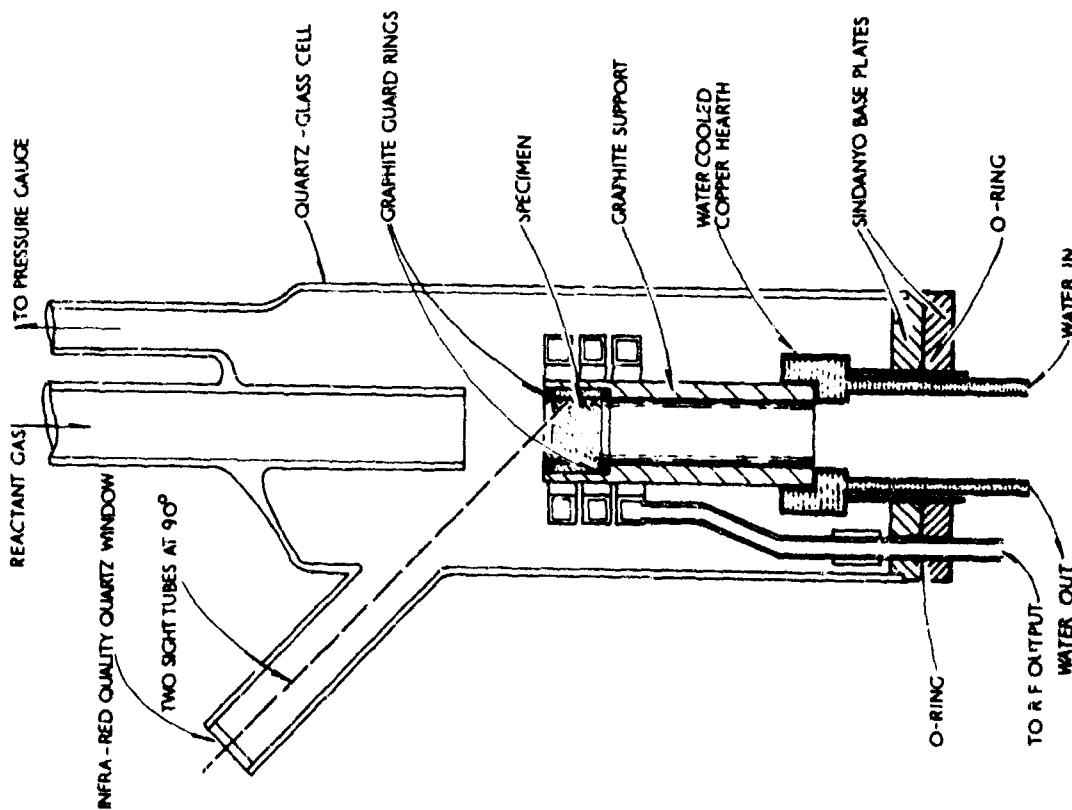 INFRA-RED QUALITY QUARTZ WINDOW
TWO SIGHT TUBES AT 90°
REACTANT GAS
TO PRESSURE GAUGE
QUARTZ-GLASS CELL
GRAPHITE GUARD RINGS
SPECIMEN
GRAPHITE SUPPORT
WATER COOLED
COPPER HEARTH
SINDANYO BASE PLATES
O-RING
O-RING
TO R F OUTPUT
WATER OUT
WATER IN